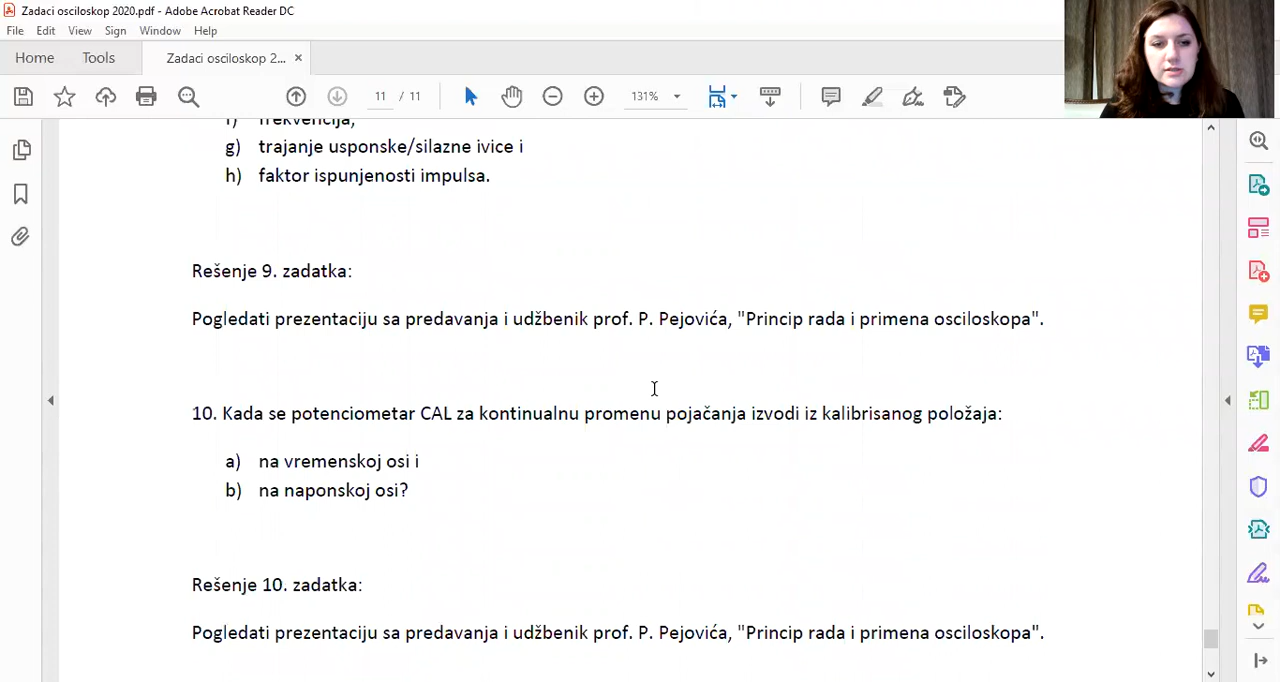 Zadaci osciloskop 2020.pdf - Adobe Acrobat Reader DC
File Edit View Sign Window Help
Home Tools Zadaci osciloskop 2... ×
11 / 11 131%
f) frekvencija,
g) trajanje usponske/silazne ivice i
h) faktor ispunjenosti impulsa.
Rešenje 9. zadatka:
Pogledati prezentaciju sa predavanja i udžbenik prof. P. Pejovića, "Princip rada i primena osciloskopa".
10. Kada se potenciometar CAL za kontinualnu promenu pojačanja izvodi iz kalibrisanog položaja:
a) na vremenskoj osi i
b) na naponskoj osi?
Rešenje 10. zadatka:
Pogledati prezentaciju sa predavanja i udžbenik prof. P. Pejovića, "Princip rada i primena osciloskopa".